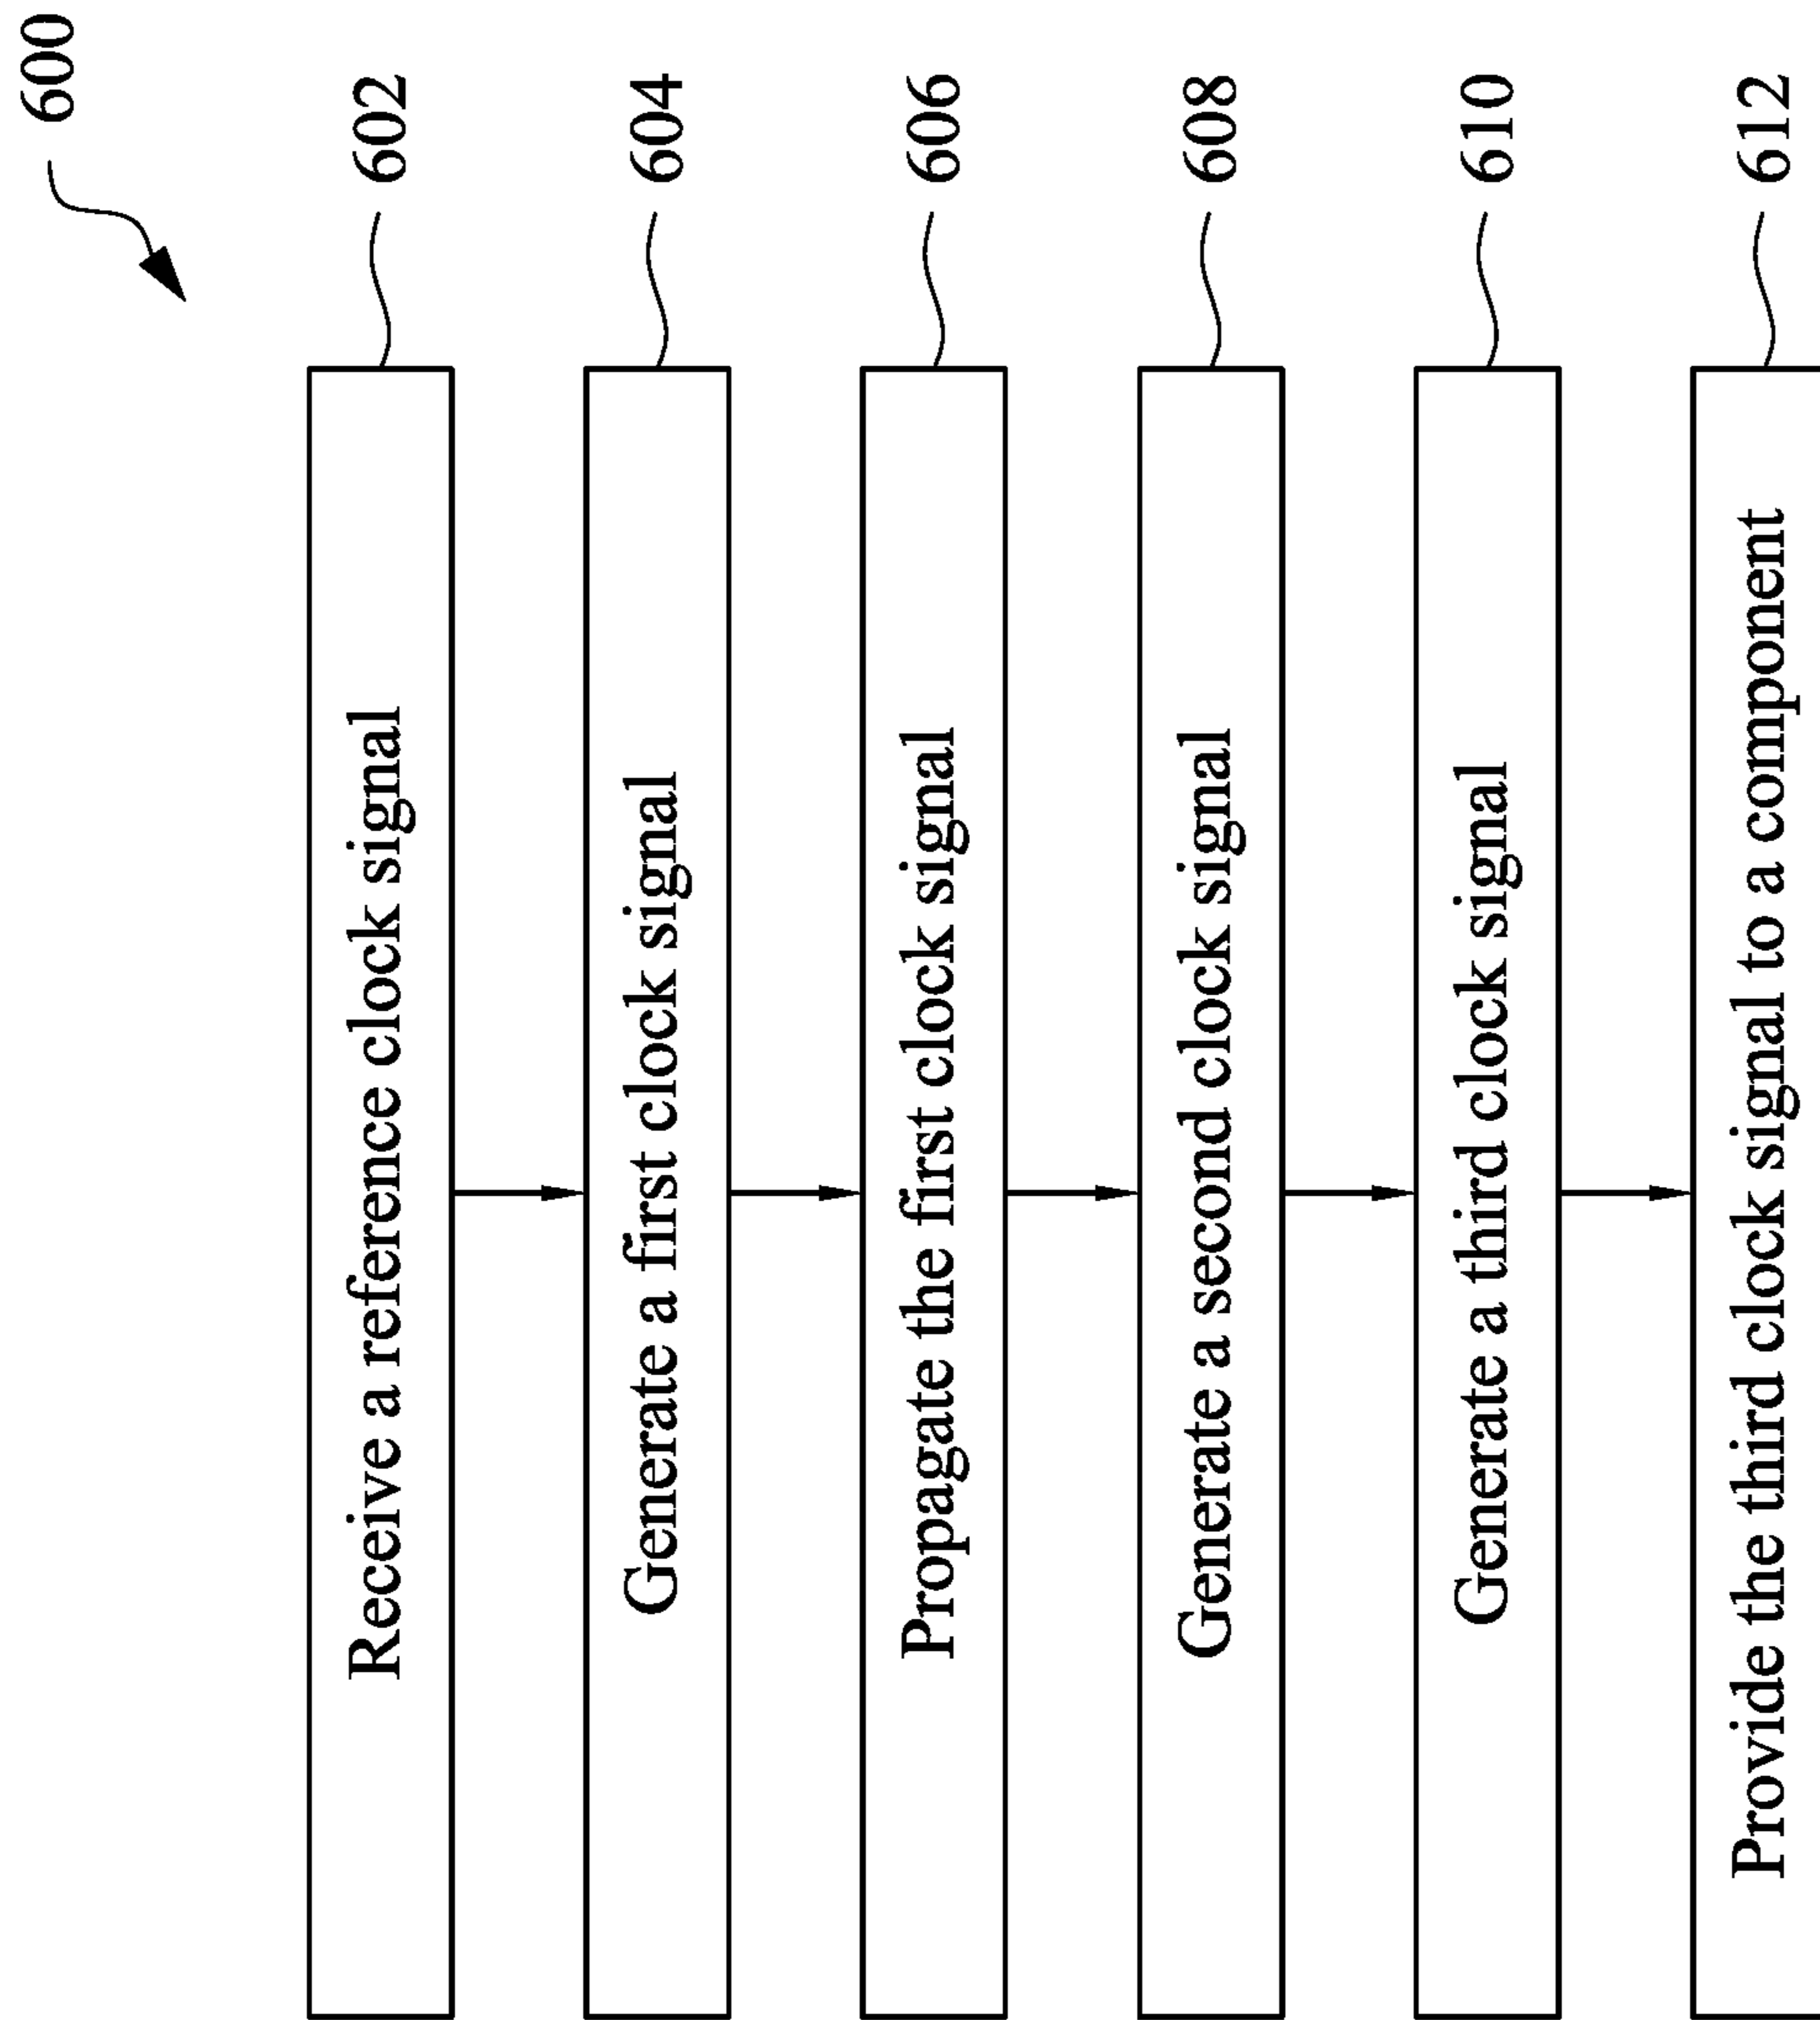 600
Receive a reference clock signal
602
Generate a first clock signal
604
Propagate the first clock signal
606
Generate a second clock signal
608
Generate a third clock signal
610
Provide the third clock signal to a component
612